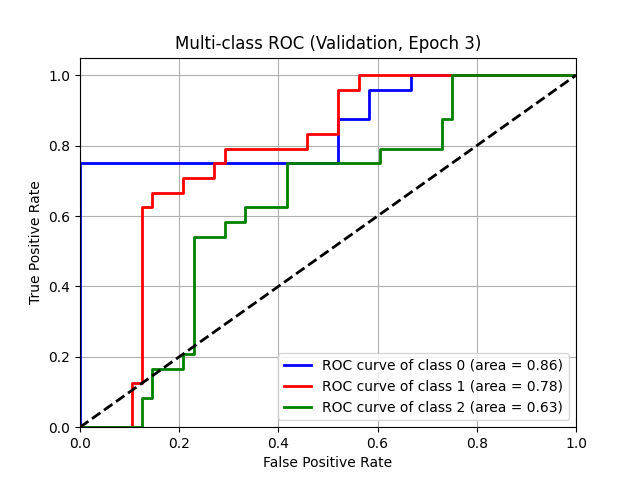 Multi-class ROC (Validation, Epoch 3)
True Positive Rate
1.0
0.8
0.6
0.4
0.2
0.0
ROC curve of class 0 (area = 0.86)
ROC curve of class 1 (area = 0.78)
ROC curve of class 2 (area = 0.63)
0.0 0.2 0.4 0.6 0.8 1.0
False Positive Rate